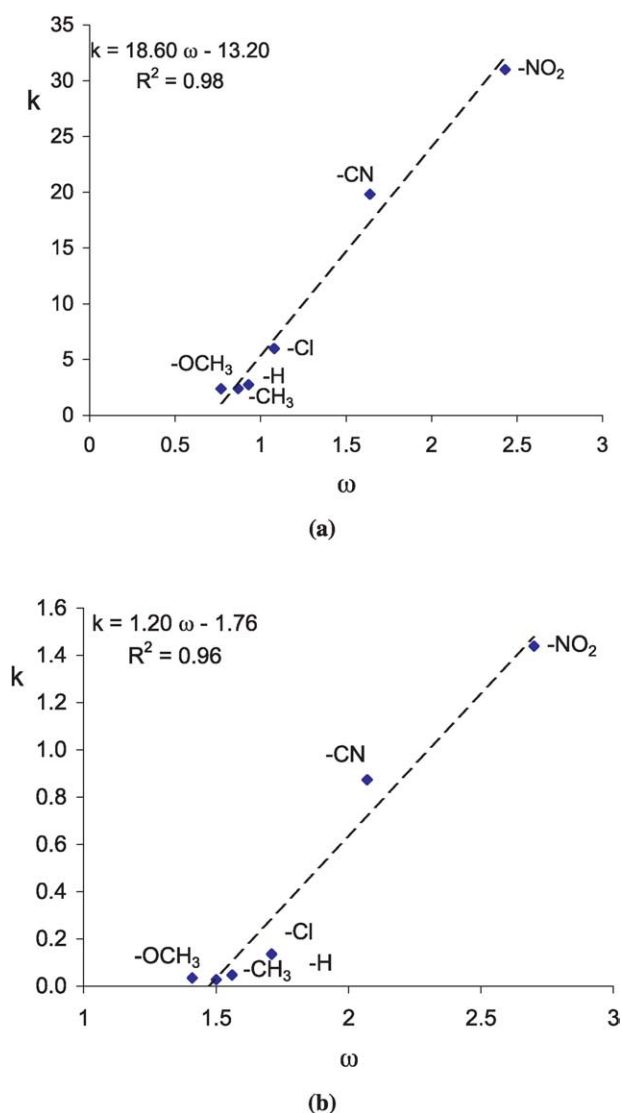 k = 18.60 ω - 13.20
R² = 0.98
k
35
30
25
20
15
10
5
0
-NO₂
-CN
-Cl
-OCH₃
-H
-CH₃
0 0.5 1 1.5 2 2.5 3
ω
(a)
k = 1.20 ω - 1.76
R² = 0.96
k
1.6
1.4
1.2
1.0
0.8
0.6
0.4
0.2
0.0
-NO₂
-CN
-Cl
-OCH₃
-CH₃ -H
1 1.5 2 2.5 3
ω
(b)